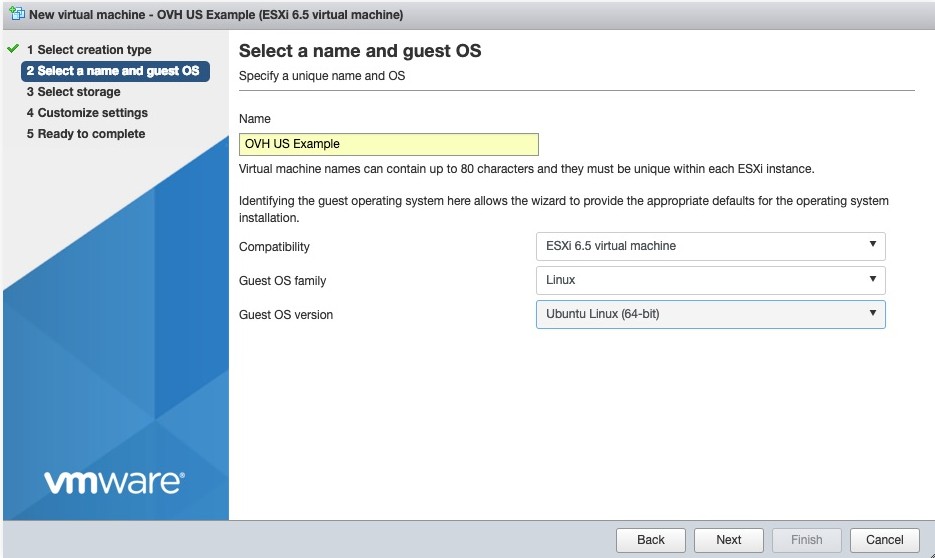 New virtual machine - OVH US Example (ESXi 6.5 virtual machine)
1 Select creation type
2 Select a name and guest OS
3 Select storage
4 Customize settings
5 Ready to complete
vmware®
Select a name and guest OS
Specify a unique name and OS
Name
OVH US Example
Virtual machine names can contain up to 80 characters and they must be unique within each ESXi instance.
Identifying the guest operating system here allows the wizard to provide the appropriate defaults for the operating system
installation.
Compatibility
ESXi 6.5 virtual machine
Guest OS family
Linux
Guest OS version
Ubuntu Linux (64-bit)
Back
Next
Finish
Cancel